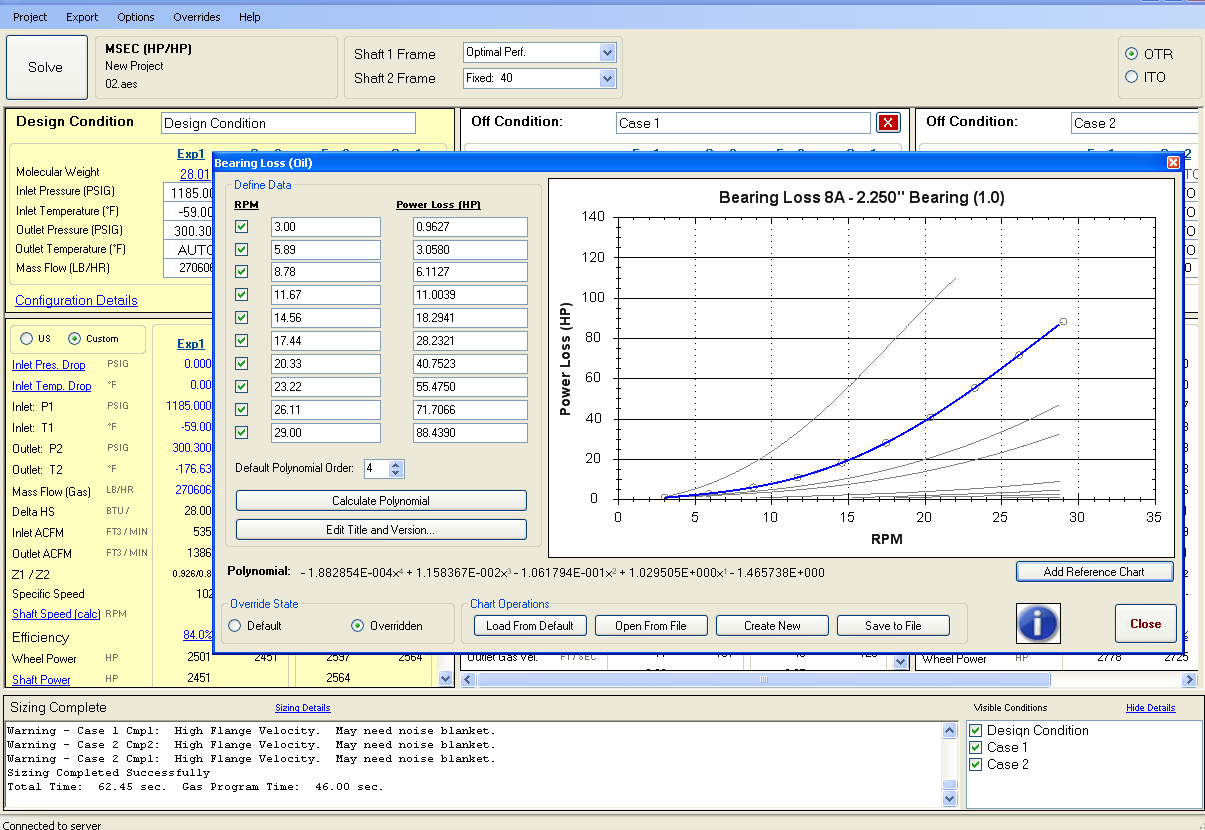 Project Export Options Overrides Help
Solve
MSEC (HP/HP)
New Project
02.aes
Shaft 1 Frame Optimal Perf.
Shaft 2 Frame Fixed: 40
OTR
ITO
Design Condition Design Condition
Off Condition: Case 1 X
Off Condition: Case 2
Exp1
Molecular Weight 28.01
Inlet Pressure (PSIG) 1185.00
Inlet Temperature (°F) -59.00
Outlet Pressure (PSIG) 300.30
Outlet Temperature (°F) AUTO
Mass Flow (LB/HR) 270606
Configuration Details
US Custom
Exp1
Inlet Pres. Drop PSIG 0.000
Inlet Temp. Drop °F 0.00
Inlet: P1 PSIG 1185.000
Inlet: T1 °F -59.00
Outlet: P2 PSIG 300.300
Outlet: T2 °F -176.63
Mass Flow (Gas) LB/HR 270606
Delta HS BTU / 28.00
Inlet ACFM FT3 / MIN 535
Outlet ACFM FT3 / MIN 1386
Z1 / Z2 0.926/0.8
Specific Speed 102
Shaft Speed (calc) RPM
Efficiency 84.0%
Wheel Power HP 2501 2451 2597 2564
Shaft Power HP 2451 2564
Bearing Loss (Oil)
Define Data
RPM Power Loss (HP)
3.00 0.9627
5.89 3.0580
8.78 6.1127
11.67 11.0039
14.56 18.2941
17.44 28.2321
20.33 40.7523
23.22 55.4750
26.11 71.7066
29.00 88.4390
Default Polynomial Order: 4
Calculate Polynomial
Edit Title and Version...
Bearing Loss 8A - 2.250" Bearing (1.0)
Power Loss (HP)
140
120
100
80
60
40
20
0
0 5 10 15 20 25 30 35
RPM
Polynomial: - 1.882854E-004x⁴ + 1.158367E-002x³ - 1.061794E-001x² + 1.029505E+000x¹ - 1.465738E+000
Add Reference Chart
Override State
Default Overridden
Chart Operations
Load From Default Open From File Create New Save to File
i
Close
Outlet Gas Vel. FT / SEC
Wheel Power HP 2778 2725
Sizing Complete Sizing Details
Warning - Case 1 Cmp1: High Flange Velocity. May need noise blanket.
Warning - Case 2 Cmp2: High Flange Velocity. May need noise blanket.
Warning - Case 2 Cmp1: High Flange Velocity. May need noise blanket.
Sizing Completed Successfully
Total Time: 62.45 sec. Gas Program Time: 46.00 sec.
Visible Conditions Hide Details
Design Condition
Case 1
Case 2
Connected to server